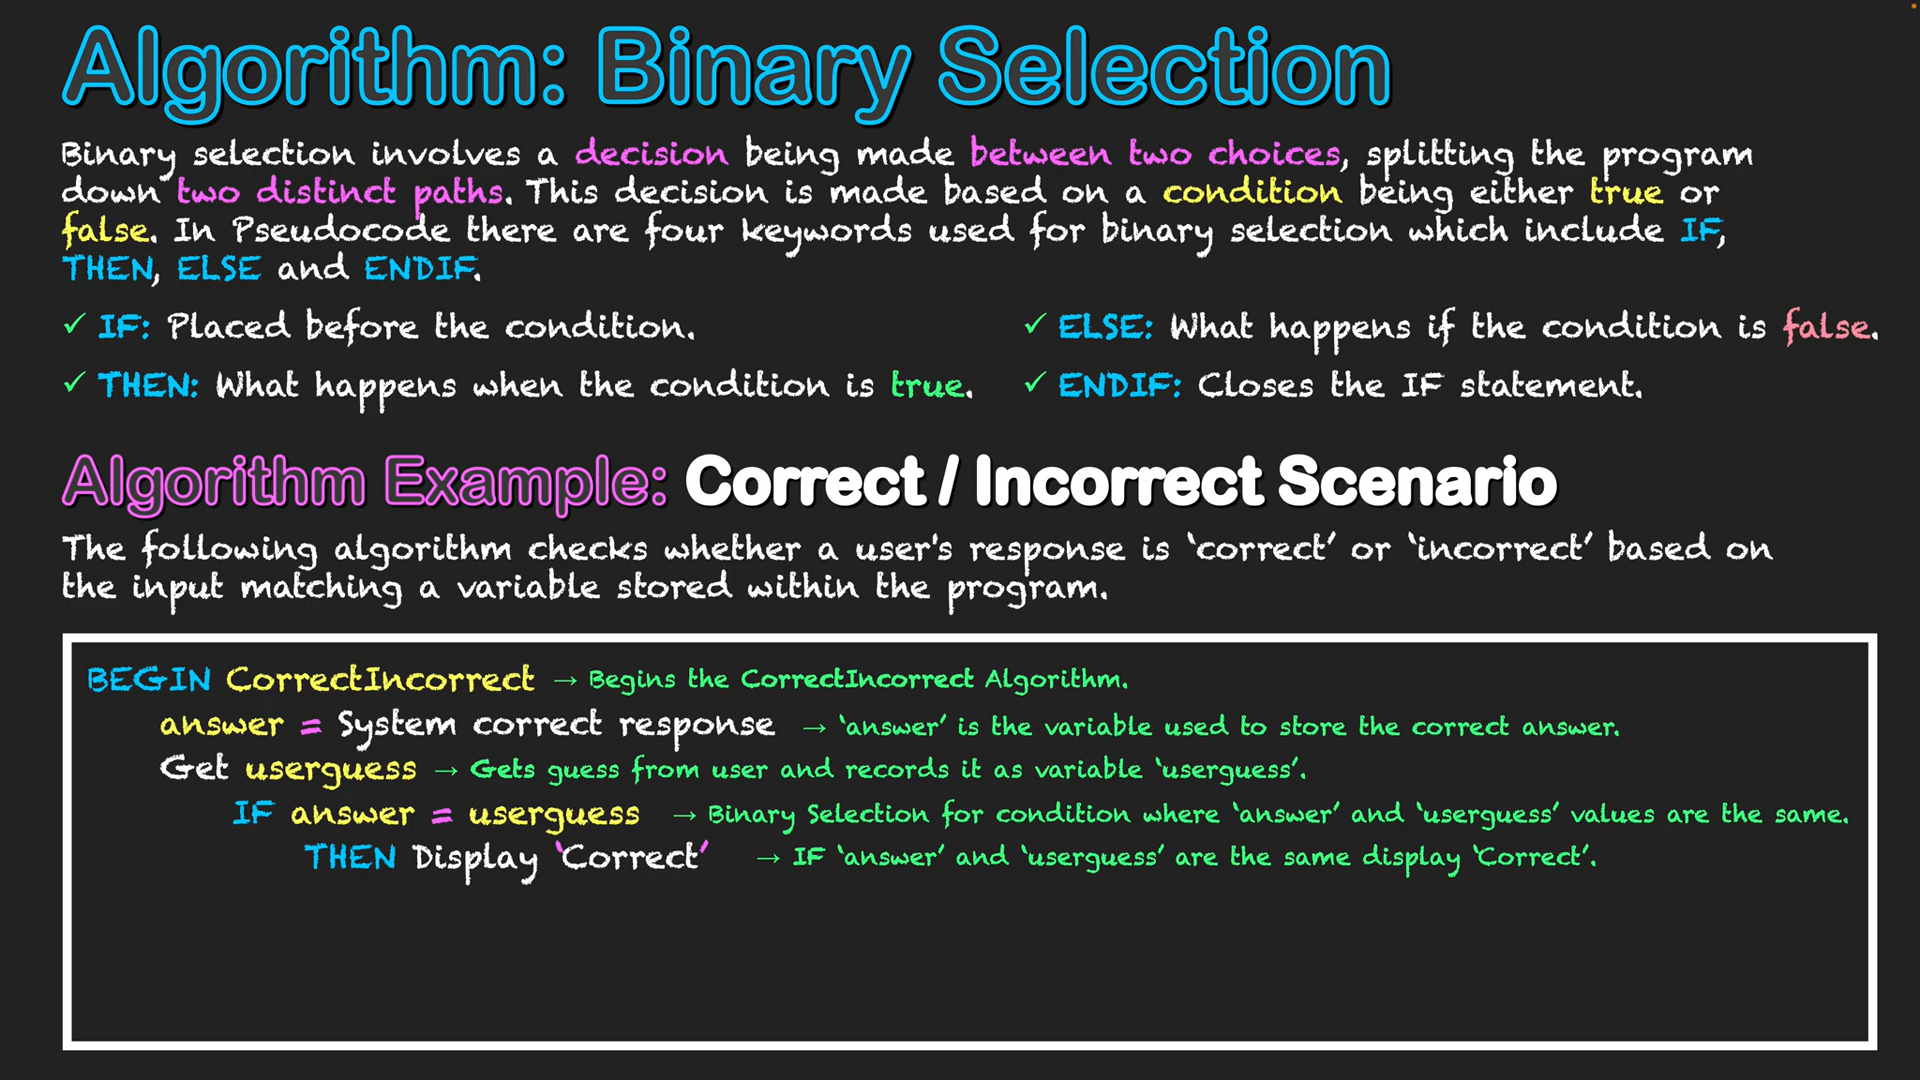 Algorithm: Binary Selection
Binary selection involves a decision being made between two choices, splitting the program
down two distinct paths. This decision is made based on a condition being either true or
false. In Pseudocode there are four keywords used for binary selection which include IF,
THEN, ELSE and ENDIF.
✓ IF: Placed before the condition.
✓ THEN: What happens when the condition is true.
✓ ELSE: What happens if the condition is false.
✓ ENDIF: Closes the IF statement.
Algorithm Example: Correct / Incorrect Scenario
The following algorithm checks whether a user's response is ‘correct’ or ‘incorrect’ based on
the input matching a variable stored within the program.
BEGIN CorrectIncorrect → Begins the CorrectIncorrect Algorithm.
answer = System correct response → ‘answer’ is the variable used to store the correct answer.
Get userguess → Gets guess from user and records it as variable ‘userguess’.
IF answer = userguess → Binary Selection for condition where ‘answer’ and ‘userguess’ values are the same.
THEN Display ‘Correct’ → IF ‘answer’ and ‘userguess’ are the same display ‘Correct’.